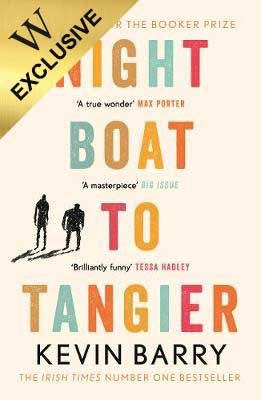 W
EXCLUSIVE
R THE BOOKER PRIZE
NIGHT
'A true wonder' MAX PORTER
BOAT
'A masterpiece' BIG ISSUE
TO
'Brilliantly funny' TESSA HADLEY
TANGIER
KEVIN BARRY
THE IRISH TIMES NUMBER ONE BESTSELLER